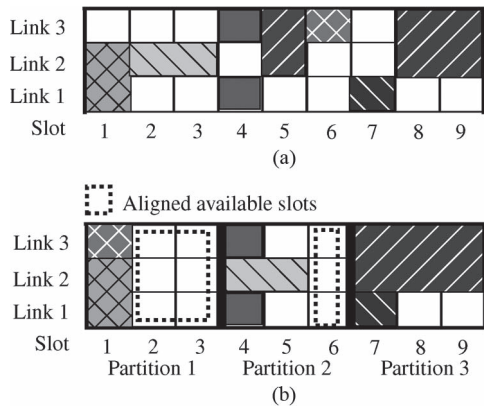 Link 3
Link 2
Link 1
Slot 1 2 3 4 5 6 7 8 9
(a)
Aligned available slots
Link 3
Link 2
Link 1
Slot 1 2 3 4 5 6 7 8 9
Partition 1 Partition 2 Partition 3
(b)